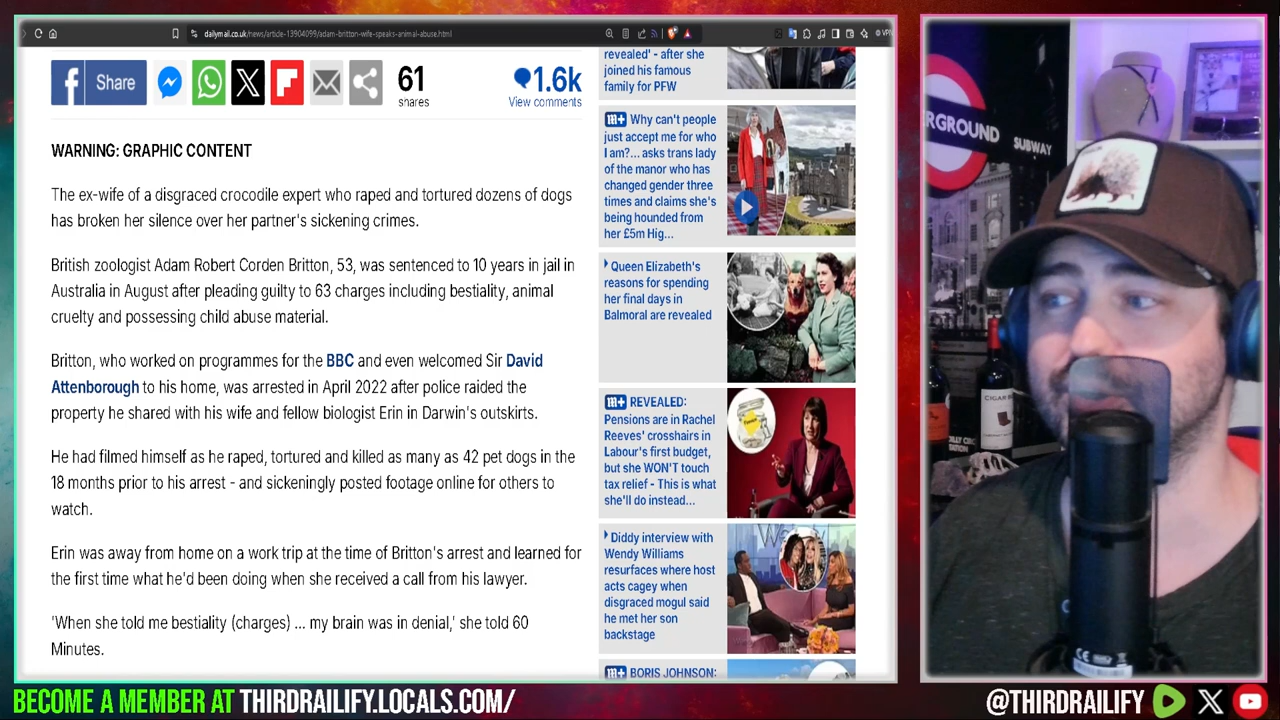 dailymail.co.uk/news/article-13904099/adam-britton-wife-speaks-animal-abuse.html
VPN
f Share
61
shares
1.6k
View comments
WARNING: GRAPHIC CONTENT
The ex-wife of a disgraced crocodile expert who raped and tortured dozens of dogs
has broken her silence over her partner's sickening crimes.
British zoologist Adam Robert Corden Britton, 53, was sentenced to 10 years in jail in
Australia in August after pleading guilty to 63 charges including bestiality, animal
cruelty and possessing child abuse material.
Britton, who worked on programmes for the BBC and even welcomed Sir David
Attenborough to his home, was arrested in April 2022 after police raided the
property he shared with his wife and fellow biologist Erin in Darwin's outskirts.
He had filmed himself as he raped, tortured and killed as many as 42 pet dogs in the
18 months prior to his arrest - and sickeningly posted footage online for others to
watch.
Erin was away from home on a work trip at the time of Britton's arrest and learned for
the first time what he'd been doing when she received a call from his lawyer.
'When she told me bestiality (charges) ... my brain was in denial,' she told 60
Minutes.
revealed' - after she
joined his famous
family for PFW
m+ Why can't people
just accept me for who
I am?... asks trans lady
of the manor who has
changed gender three
times and claims she's
being hounded from
her £5m Hig...
Queen Elizabeth's
reasons for spending
her final days in
Balmoral are revealed
m+ REVEALED:
Pensions are in Rachel
Reeves' crosshairs in
Labour's first budget,
but she WON'T touch
tax relief - This is what
she'll do instead...
Diddy interview with
Wendy Williams
resurfaces where host
acts cagey when
disgraced mogul said
he met her son
backstage
m+ BORIS JOHNSON:
RGROUND
SUBWAY
CIGAR
BECOME A MEMBER AT THIRDRAILIFY.LOCALS.COM/
@THIRDRAILIFY